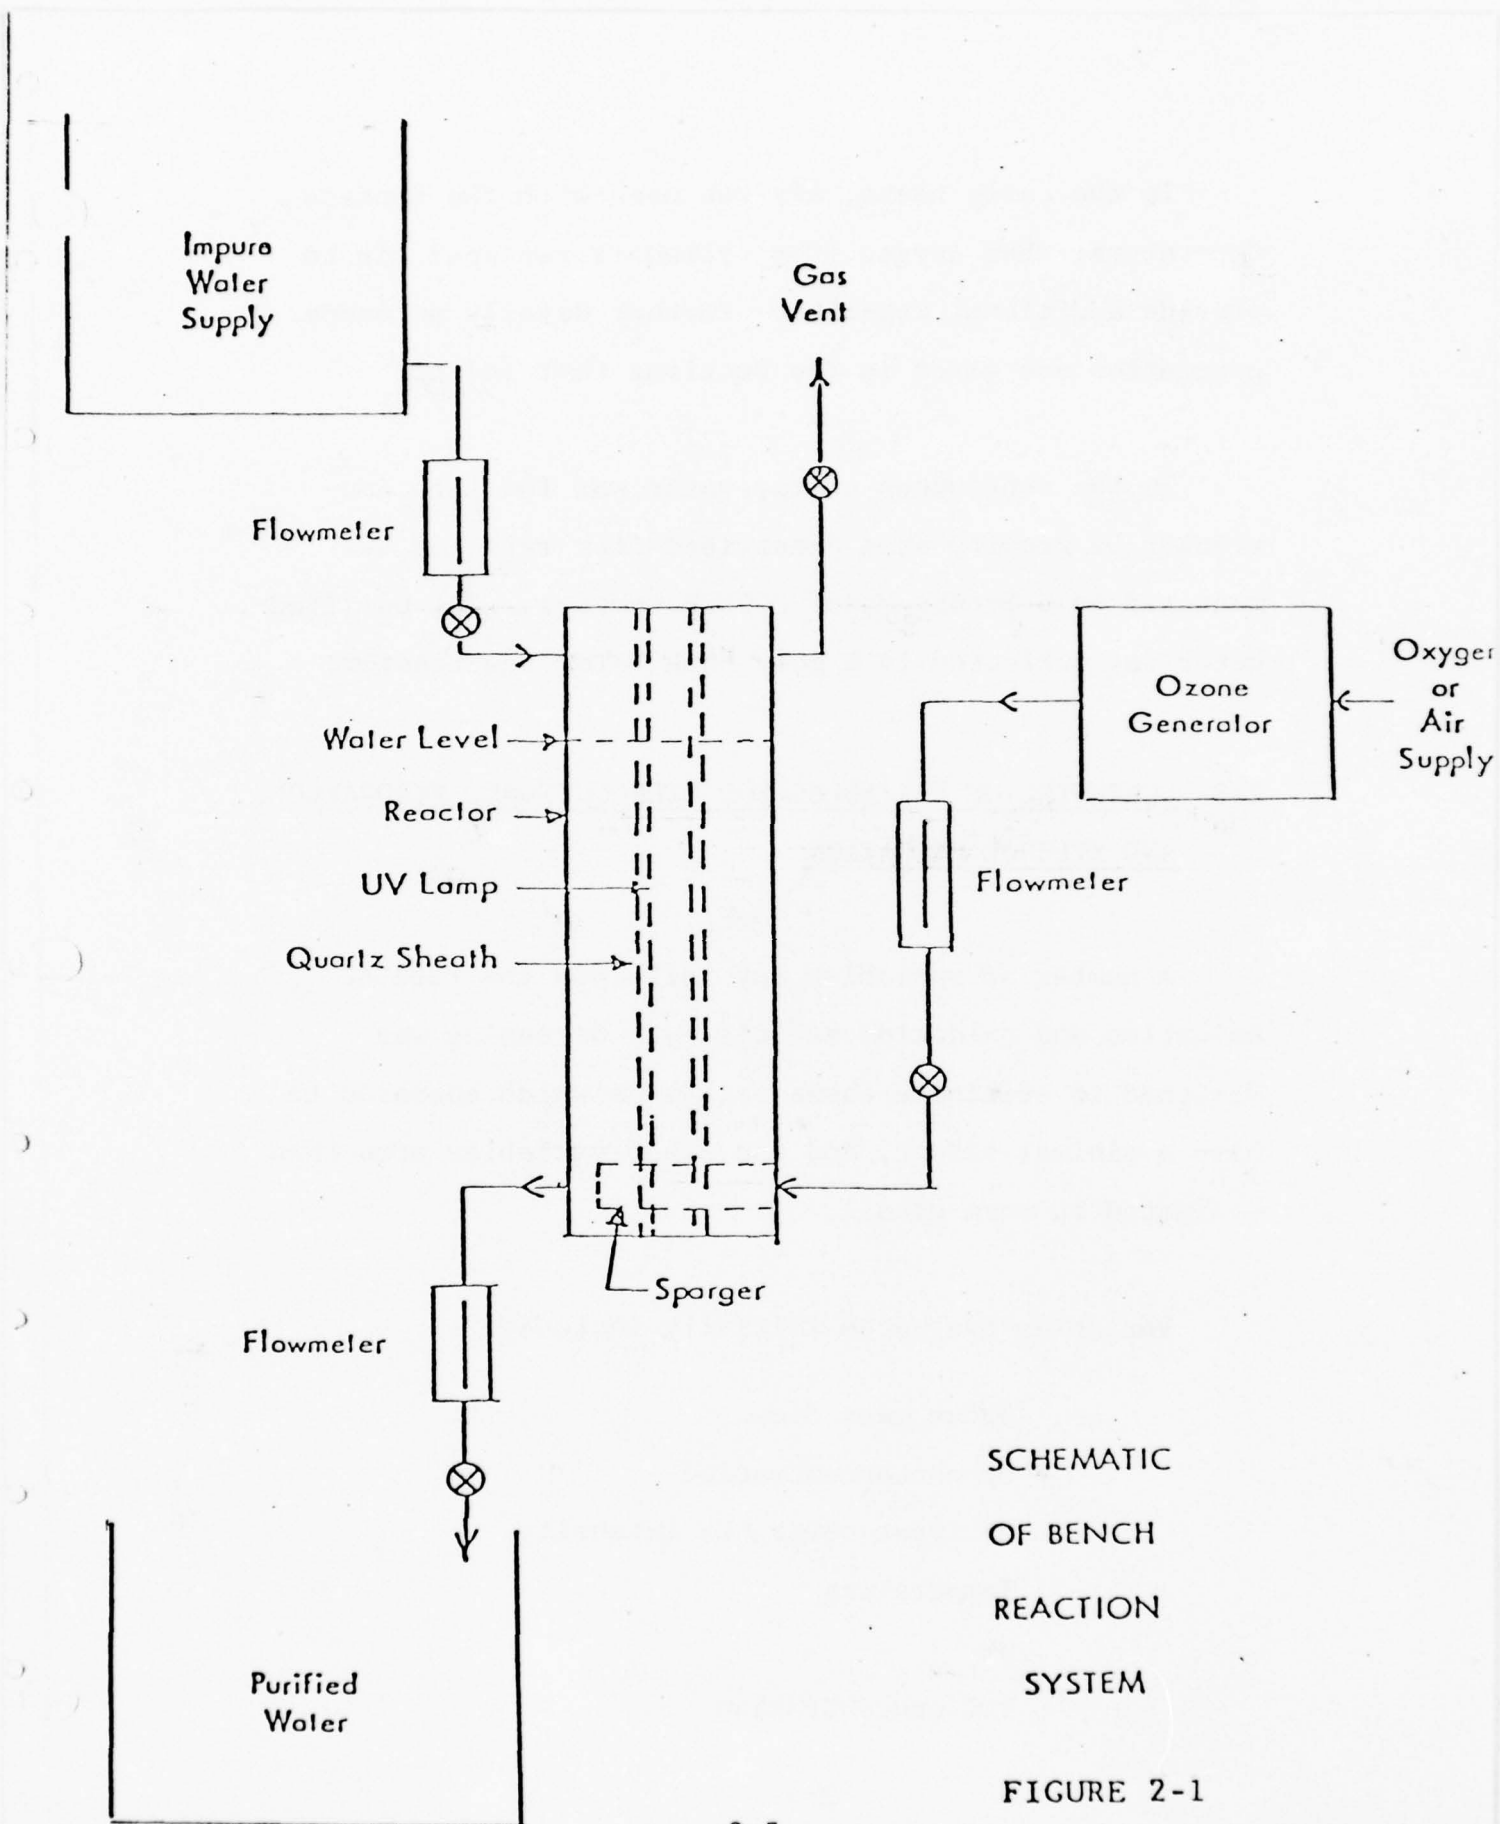 Impure
Water
Supply
Gas
Vent
Flowmeter
Oxygen
or
Air
Supply
Ozone
Generator
Water Level
Reactor
UV Lamp
Flowmeter
Quartz Sheath
Sparger
Flowmeter
SCHEMATIC
OF BENCH
REACTION
SYSTEM
Purified
Water
FIGURE 2-1